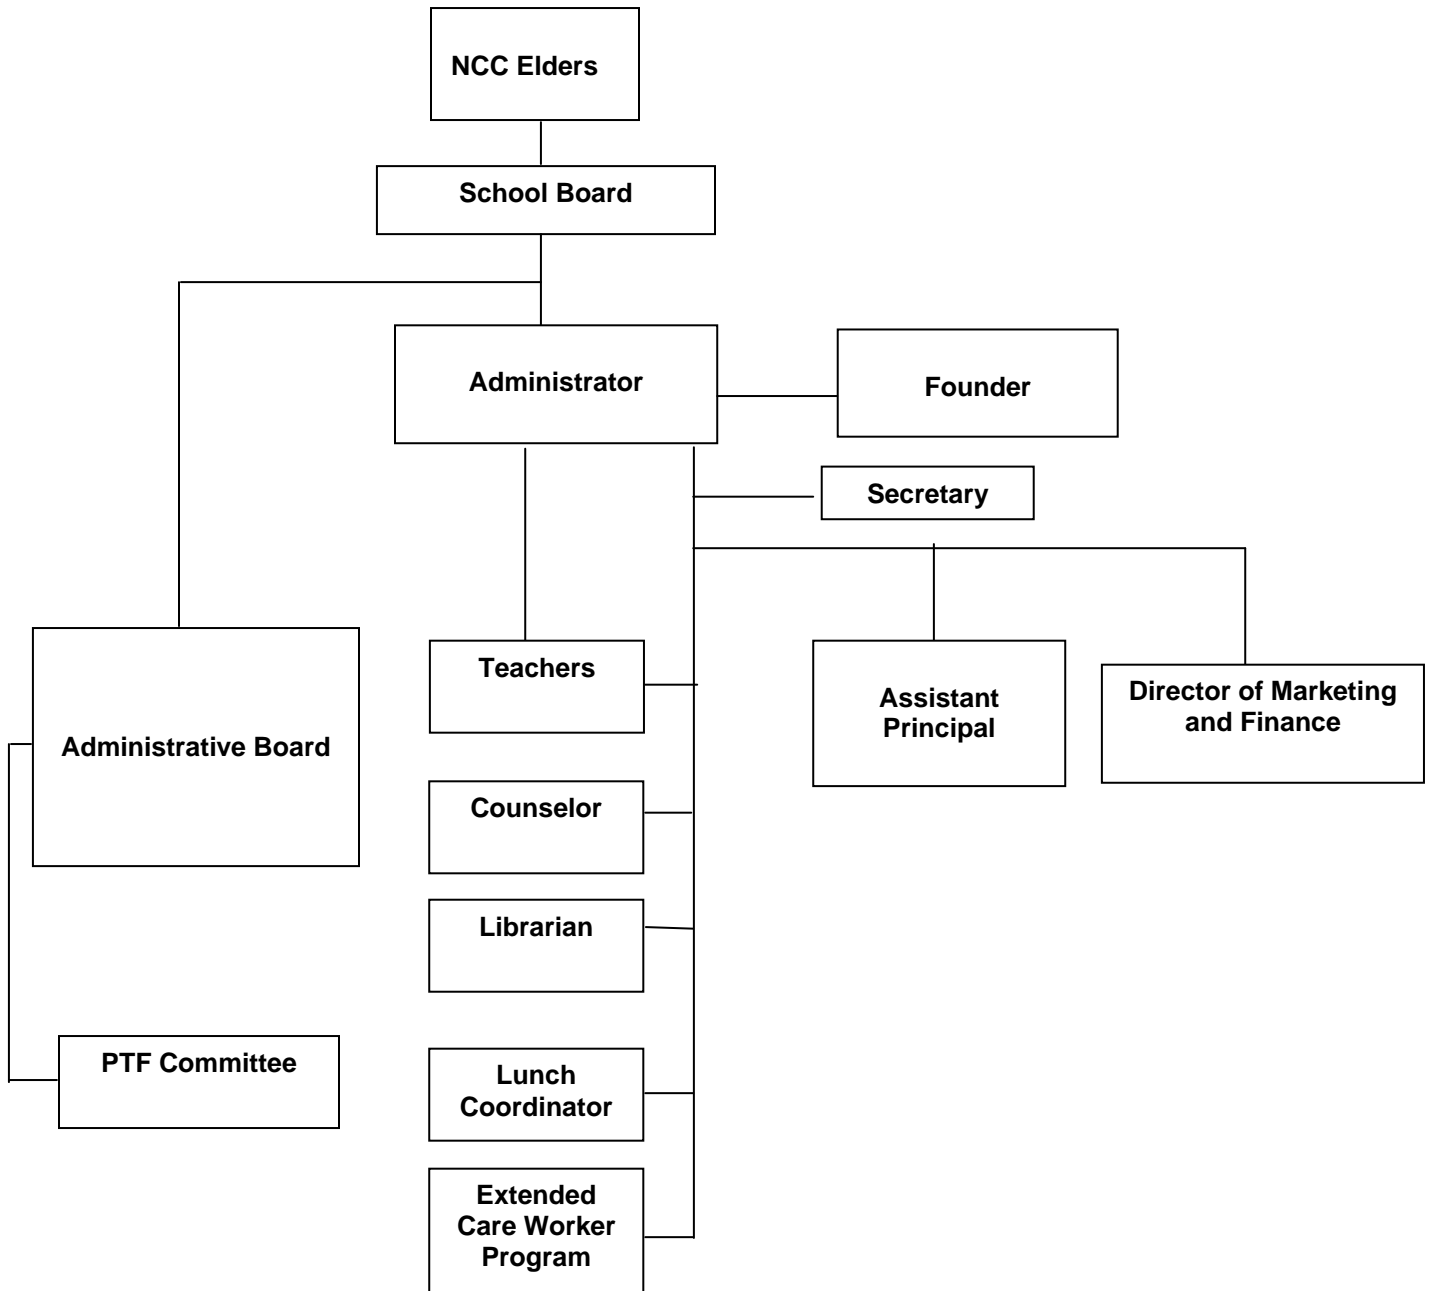 NCC Elders
School Board
Administrator
Founder
Secretary
Teachers
Assistant
Principal
Director of Marketing
and Finance
Administrative Board
Counselor
Librarian
PTF Committee
Lunch
Coordinator
Extended
Care Worker
Program